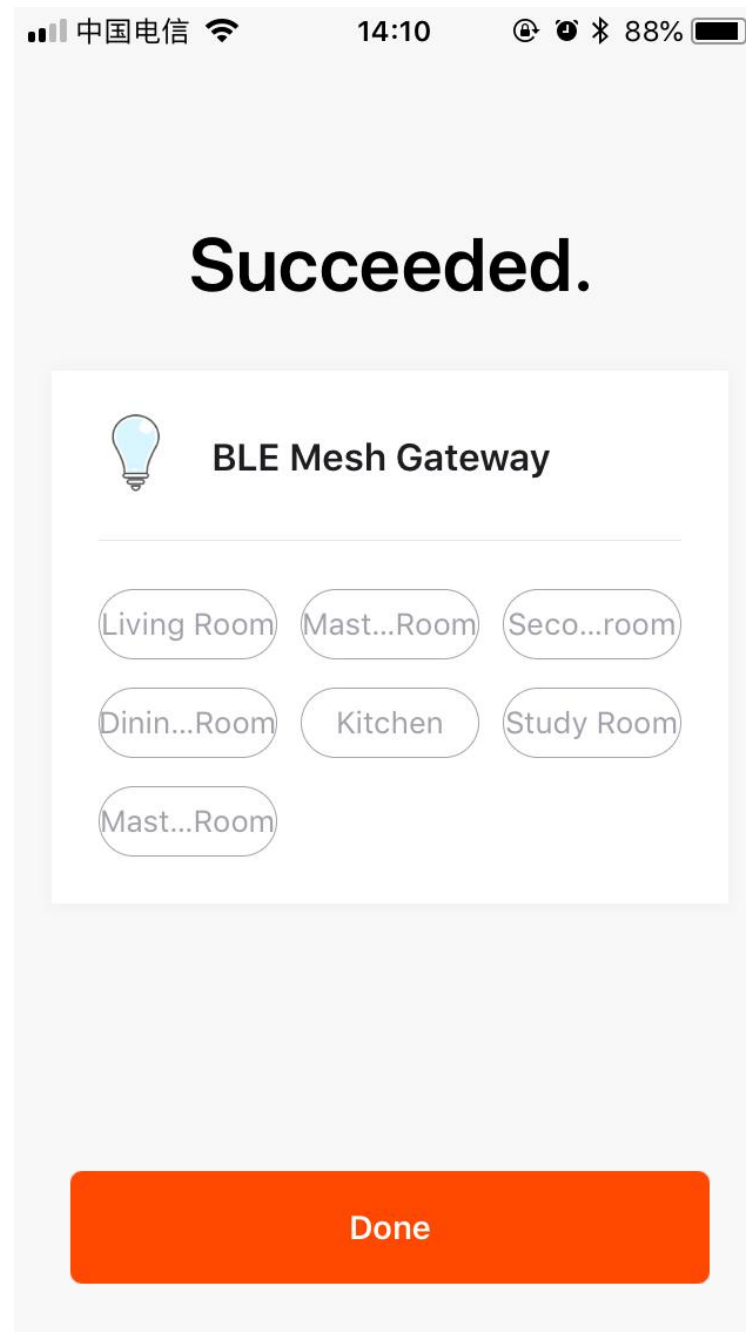 中国电信 14:10 88%
Succeeded.
BLE Mesh Gateway
Living Room Mast...Room Seco...room
Dinin...Room Kitchen Study Room
Mast...Room
Done